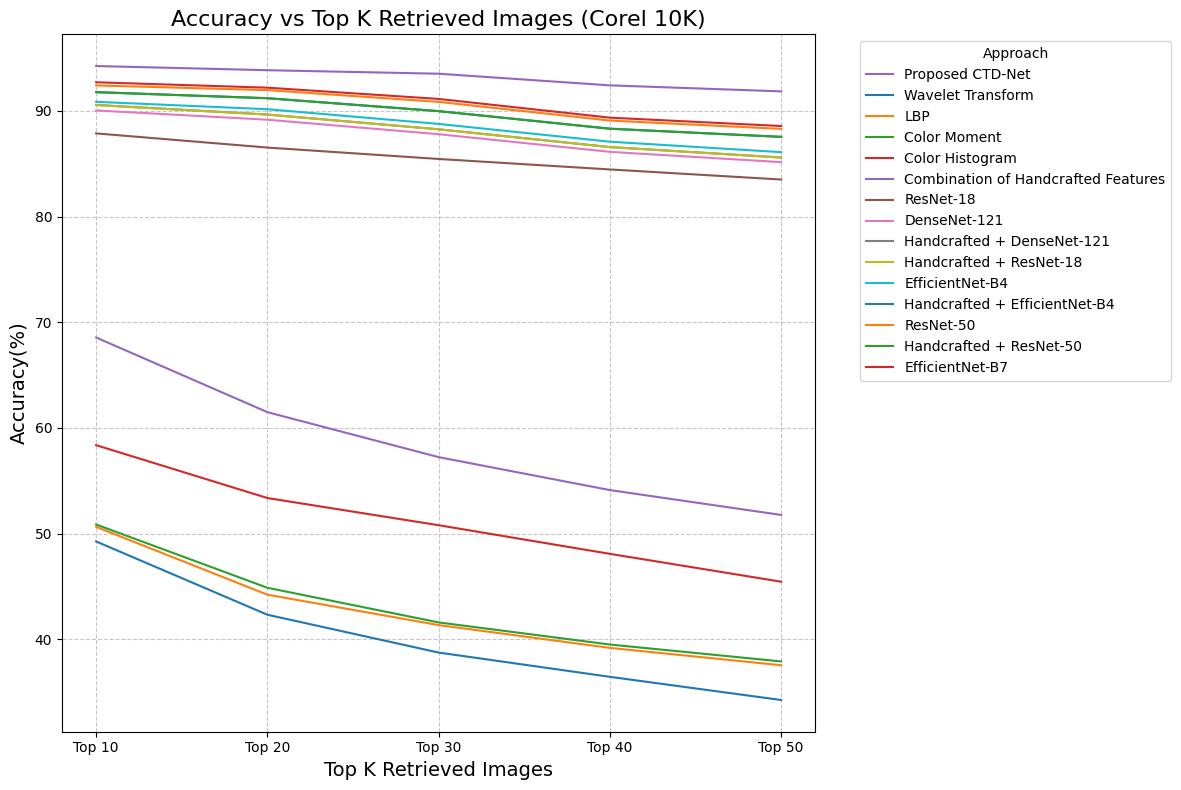 Accuracy vs Top K Retrieved Images (Corel 10K)
Accuracy(%)
90
80
70
60
50
40
Top 10
Top 20
Top 30
Top 40
Top 50
Top K Retrieved Images
Approach
Proposed CTD-Net
Wavelet Transform
LBP
Color Moment
Color Histogram
Combination of Handcrafted Features
ResNet-18
DenseNet-121
Handcrafted + DenseNet-121
Handcrafted + ResNet-18
EfficientNet-B4
Handcrafted + EfficientNet-B4
ResNet-50
Handcrafted + ResNet-50
EfficientNet-B7